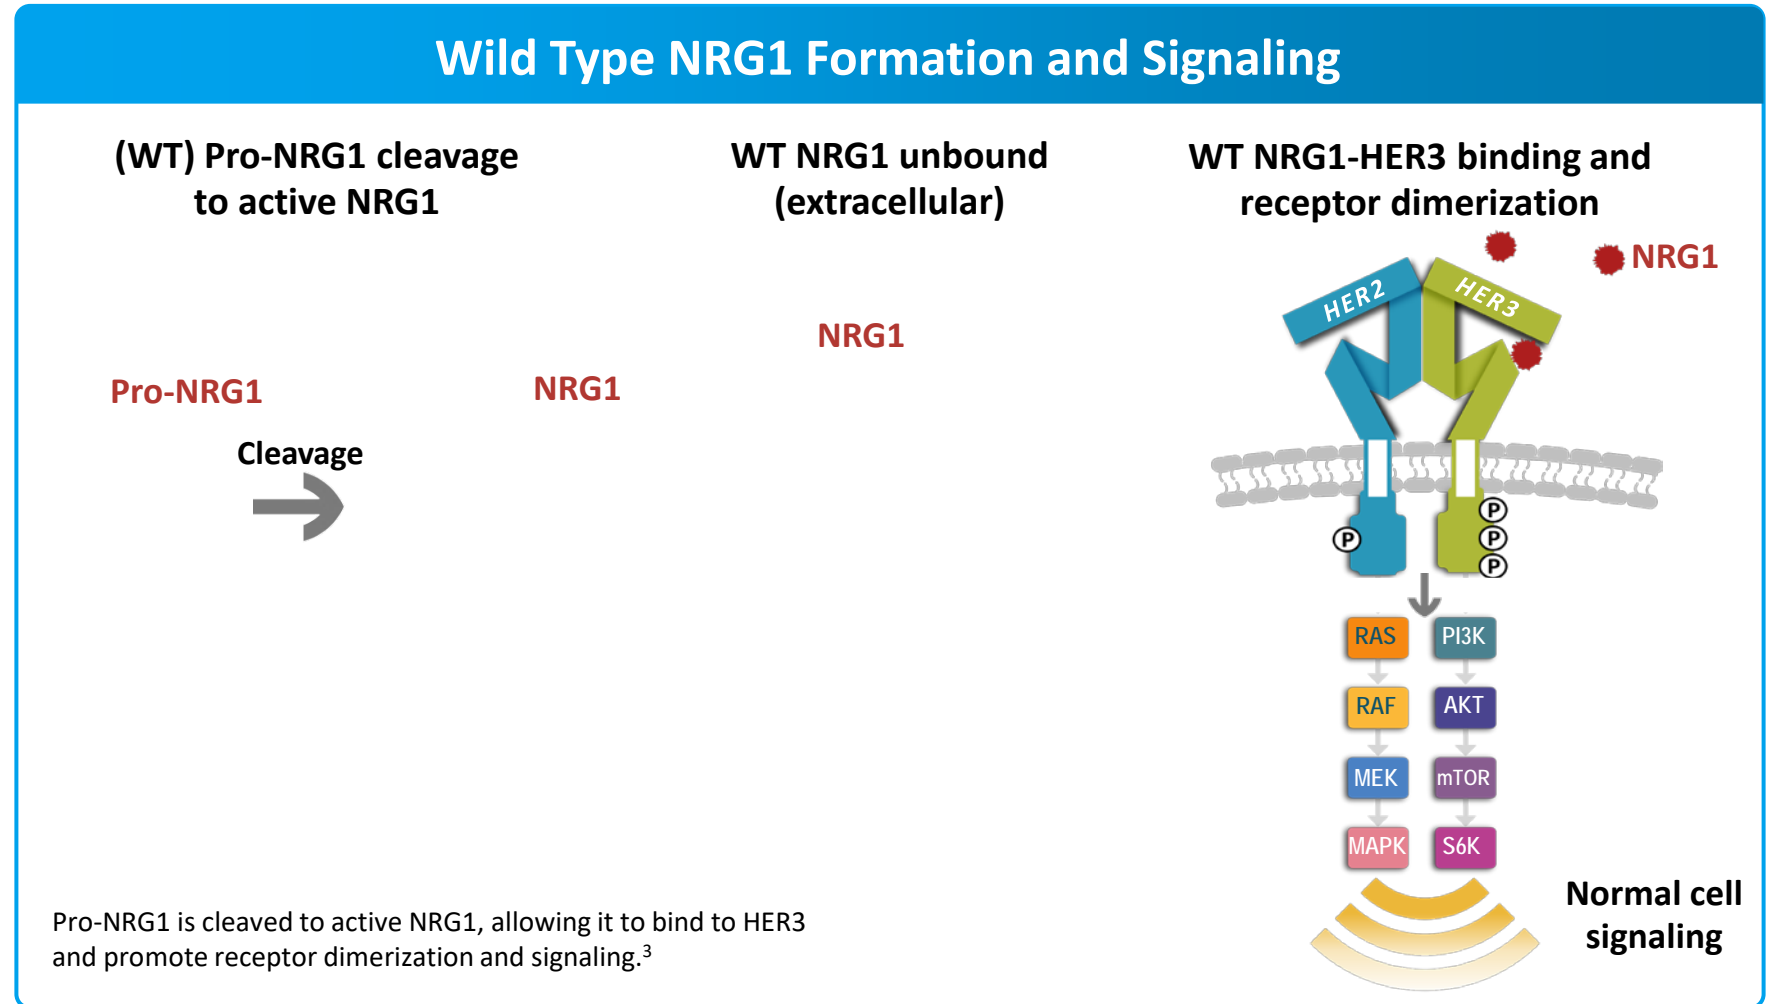 Wild Type NRG1 Formation and Signaling
(WT) Pro-NRG1 cleavage
to active NRG1
Pro-NRG1
NRG1
Cleavage
WT NRG1 unbound
(extracellular)
NRG1
WT NRG1-HER3 binding and
receptor dimerization
NRG1
HER2
HER3
P
P
P
P
RAS
PI3K
RAF
AKT
MEK
mTOR
MAPK
S6K
Normal cell
signaling
Pro-NRG1 is cleaved to active NRG1, allowing it to bind to HER3
and promote receptor dimerization and signaling.³